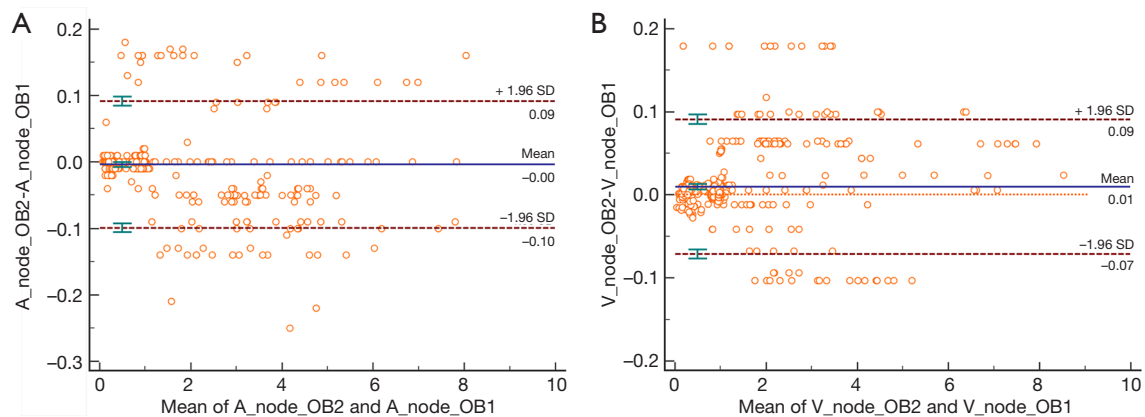 A
0.2
0.1
0.0
−0.1
−0.2
−0.3
A_node_OB2-A_node_OB1
+ 1.96 SD
0.09
Mean
−0.00
−1.96 SD
−0.10
0 2 4 6 8 10
Mean of A_node_OB2 and A_node_OB1
B
0.2
0.1
0.0
−0.1
−0.2
V_node_OB2-V_node_OB1
+ 1.96 SD
0.09
Mean
0.01
−1.96 SD
−0.07
0 2 4 6 8 10
Mean of V_node_OB2 and V_node_OB1